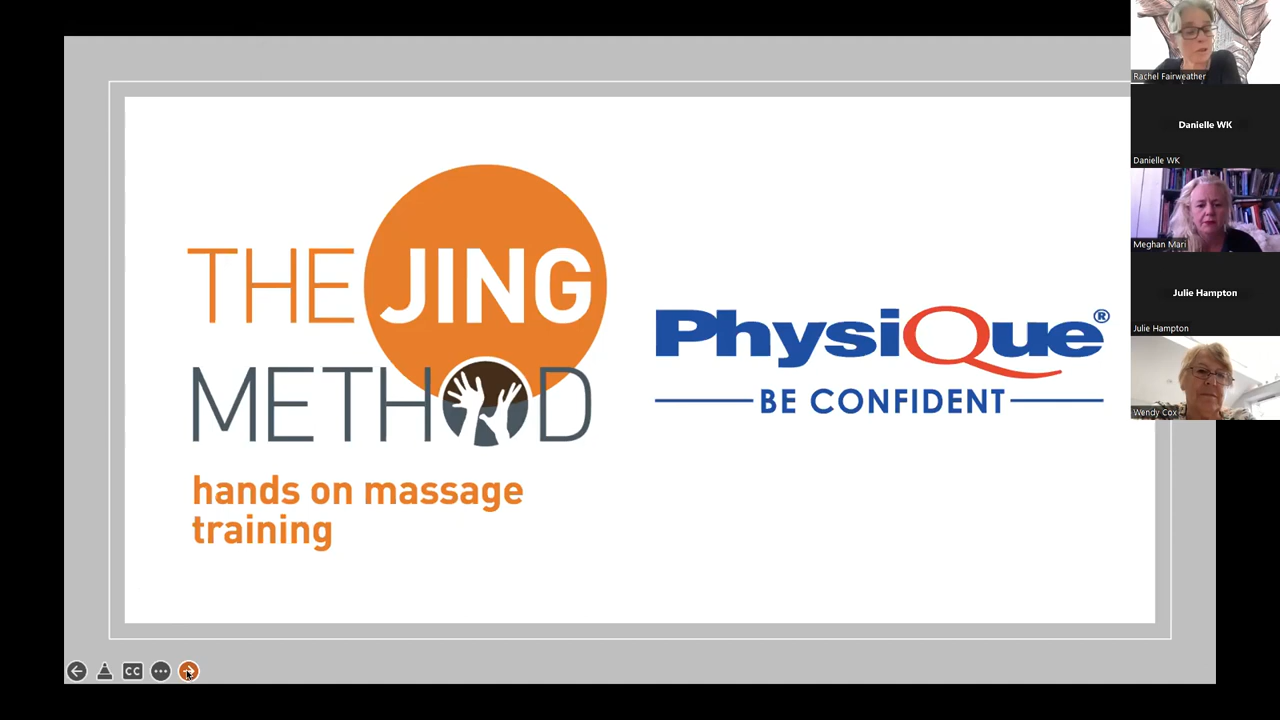 THE JING
METHOD
hands on massage
training
PhysiQue®
BE CONFIDENT
Rachel Fairweather
Danielle WK
Danielle WK
Meghan Mari
Julie Hampton
Julie Hampton
Wendy Cox
CC